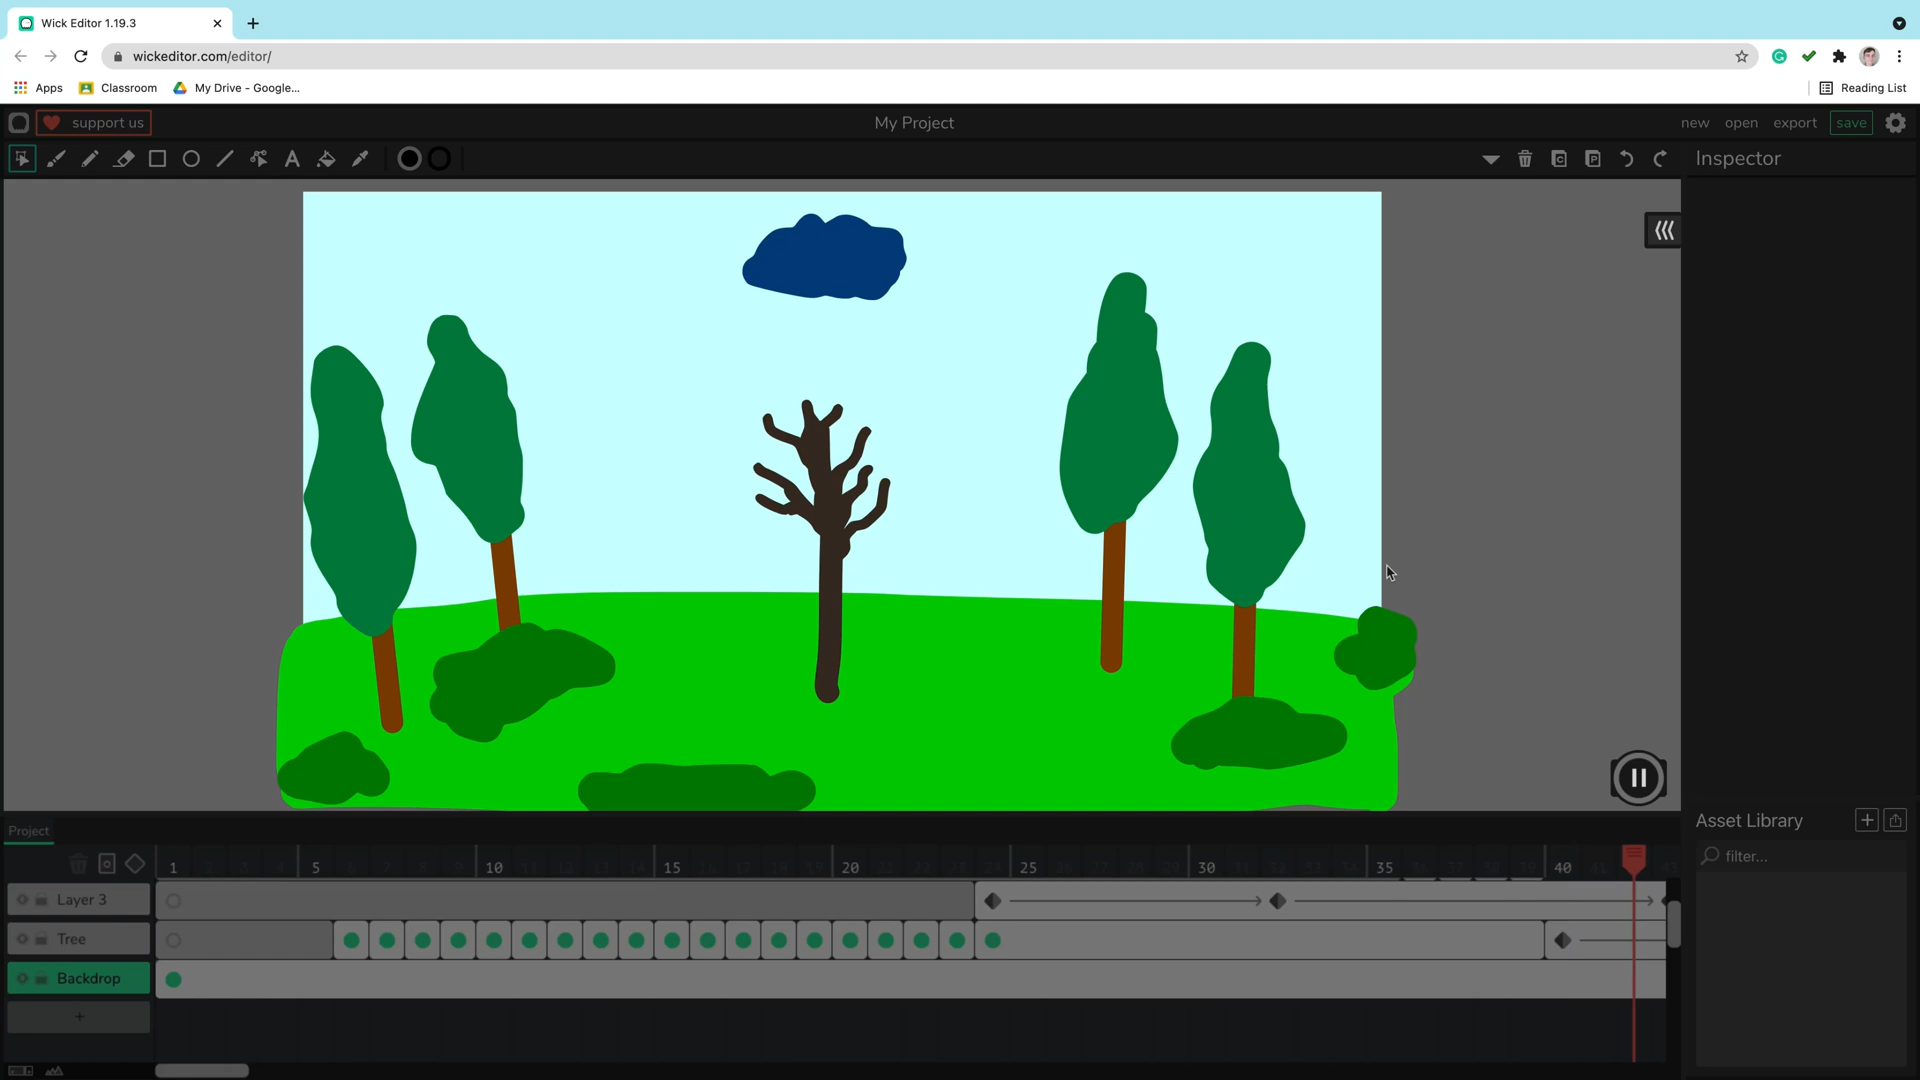 Wick Editor 1.19.3
wickeditor.com/editor/
Apps Classroom My Drive - Google... Reading List
support us My Project new open export save
Inspector
Project
Asset Library
filter...
1 5 10 15 20 25 30 35 40
Layer 3
Tree
Backdrop